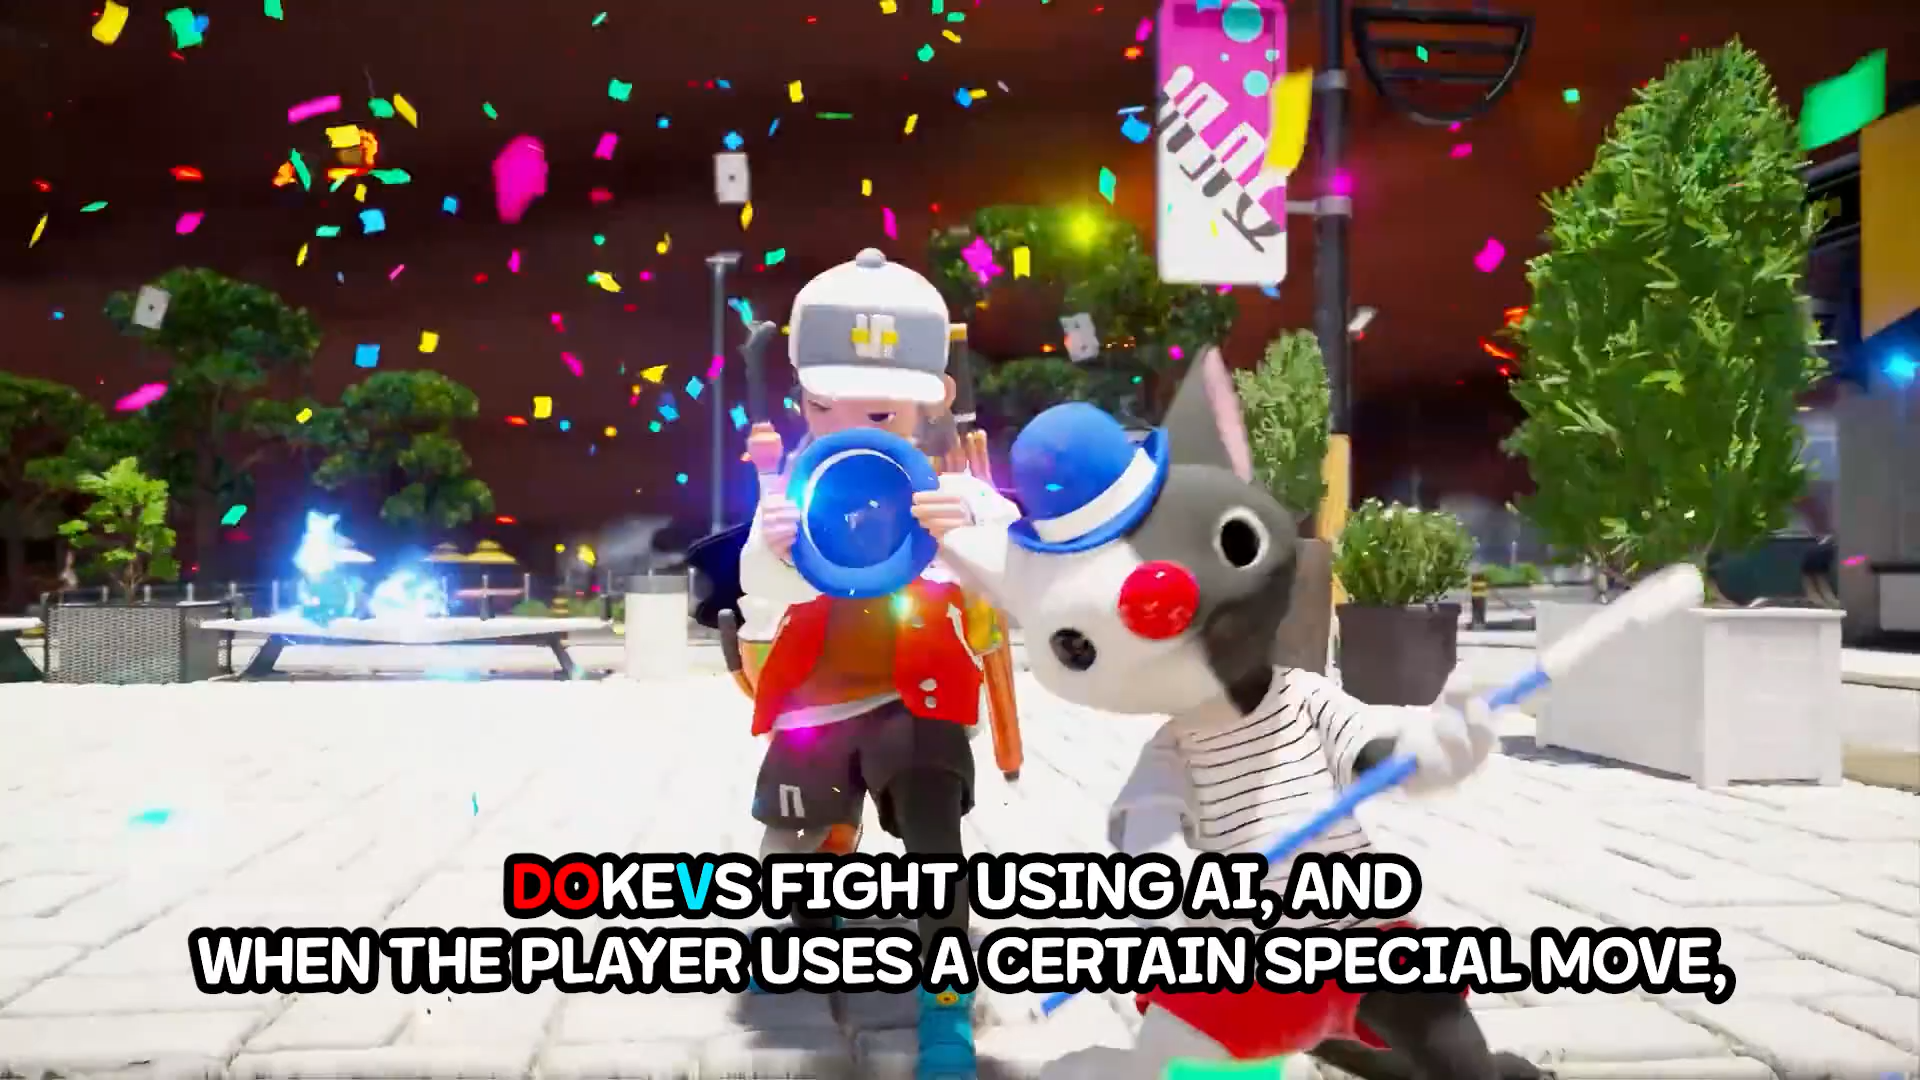 DOKEVS FIGHT USING AI, AND
WHEN THE PLAYER USES A CERTAIN SPECIAL MOVE,